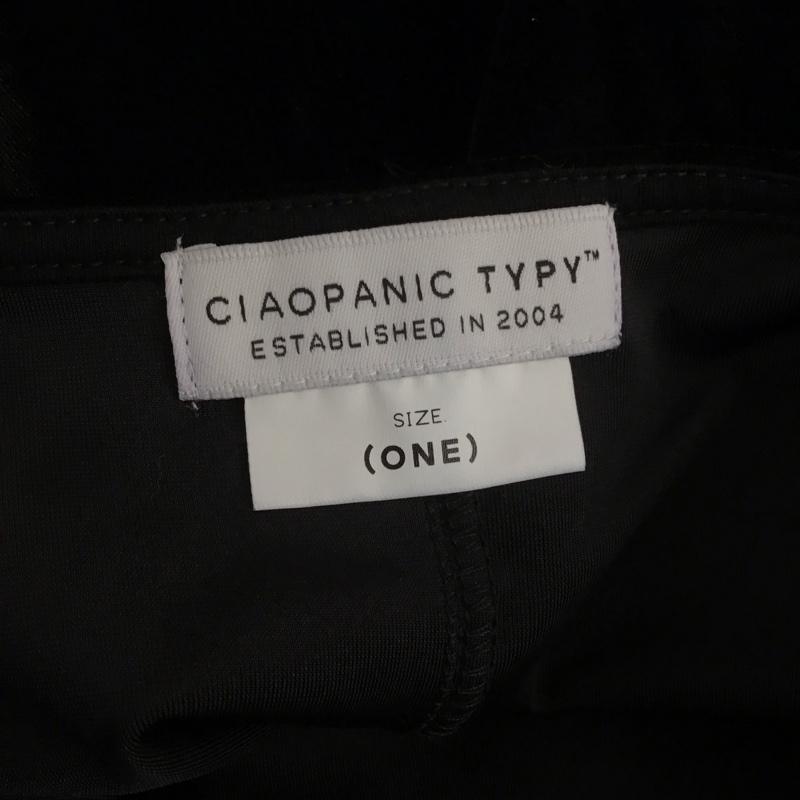 CIAOPANIC TYPY™
ESTABLISHED IN 2004
SIZE
(ONE)